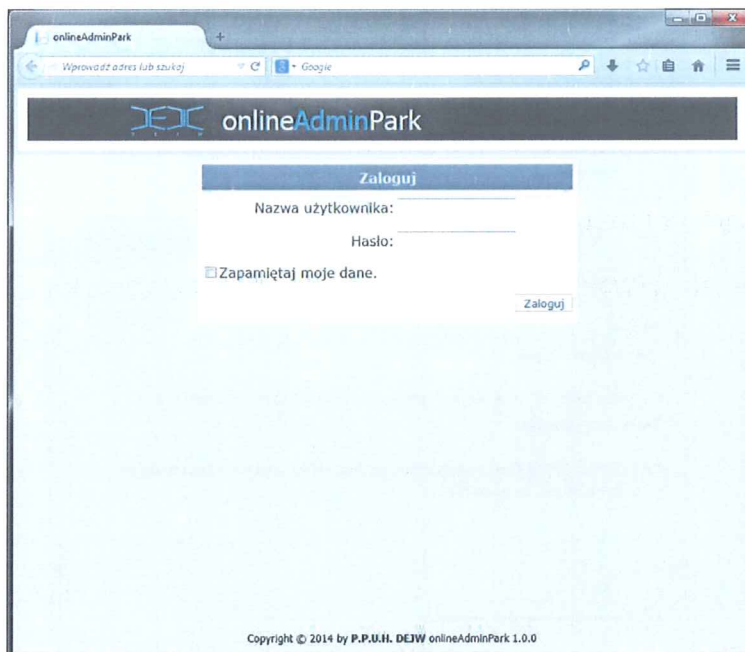 onlineAdminPark
Wprowadź adres lub szukaj
Google
DEJW onlineAdminPark
Zaloguj
Nazwa użytkownika:
Hasło:
Zapamiętaj moje dane.
Zaloguj
Copyright © 2014 by P.P.U.H. DEJW onlineAdminPark 1.0.0